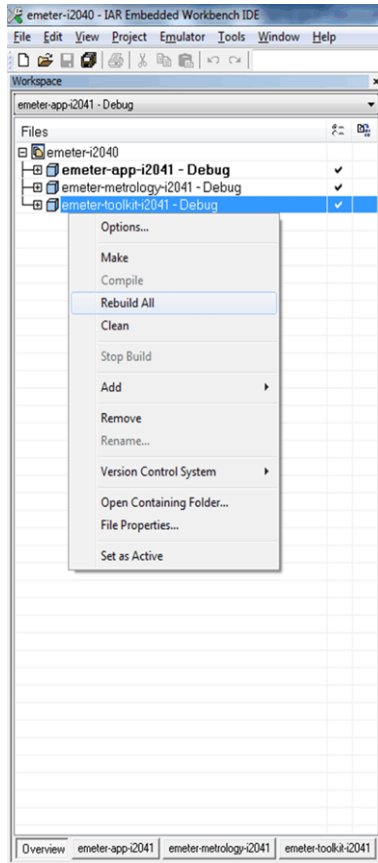 emeter-i2040 - IAR Embedded Workbench IDE
File Edit View Project Emulator Tools Window Help
Workspace x
emeter-app-i2041 - Debug
Files
emeter-i2040
emeter-app-i2041 - Debug
emeter-metrology-i2041 - Debug
emeter-toolkit-i2041 - Debug
Options...
Make
Compile
Rebuild All
Clean
Stop Build
Add
Remove
Rename...
Version Control System
Open Containing Folder...
File Properties...
Set as Active
Overview emeter-app-i2041 emeter-metrology-i2041 emeter-toolkit-i2041